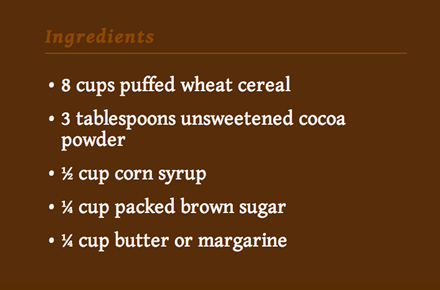 Ingredients
• 8 cups puffed wheat cereal
• 3 tablespoons unsweetened cocoa
powder
• ½ cup corn syrup
• ¼ cup packed brown sugar
• ¼ cup butter or margarine